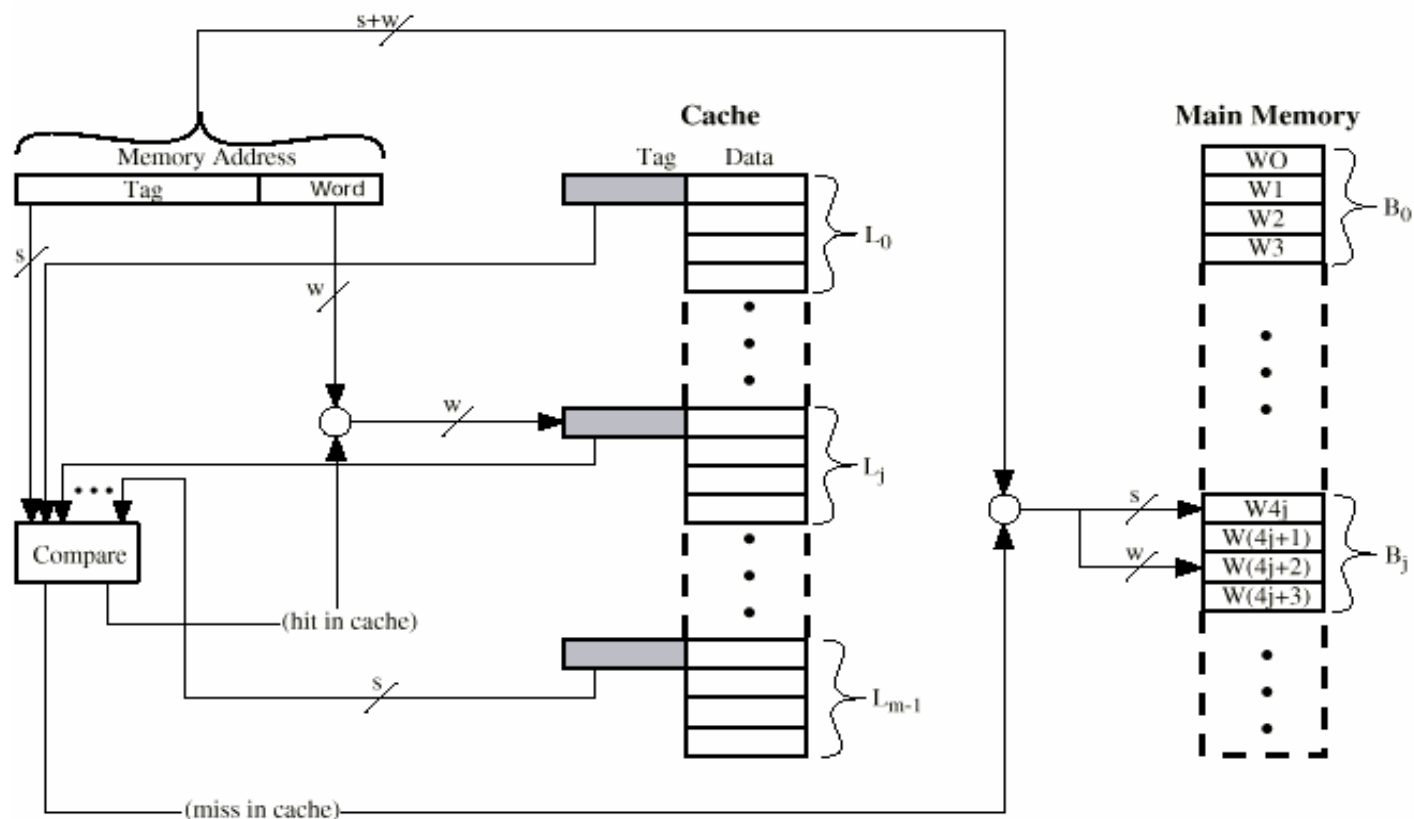 s+w
Cache
Main Memory
Memory Address
Tag
Data
Tag
Word
WO
W1
W2
W3
B0
L0
s
w
w
Lj
Compare
(hit in cache)
s
w
W4j
W(4j+1)
W(4j+2)
W(4j+3)
Bj
s
Lm-1
(miss in cache)